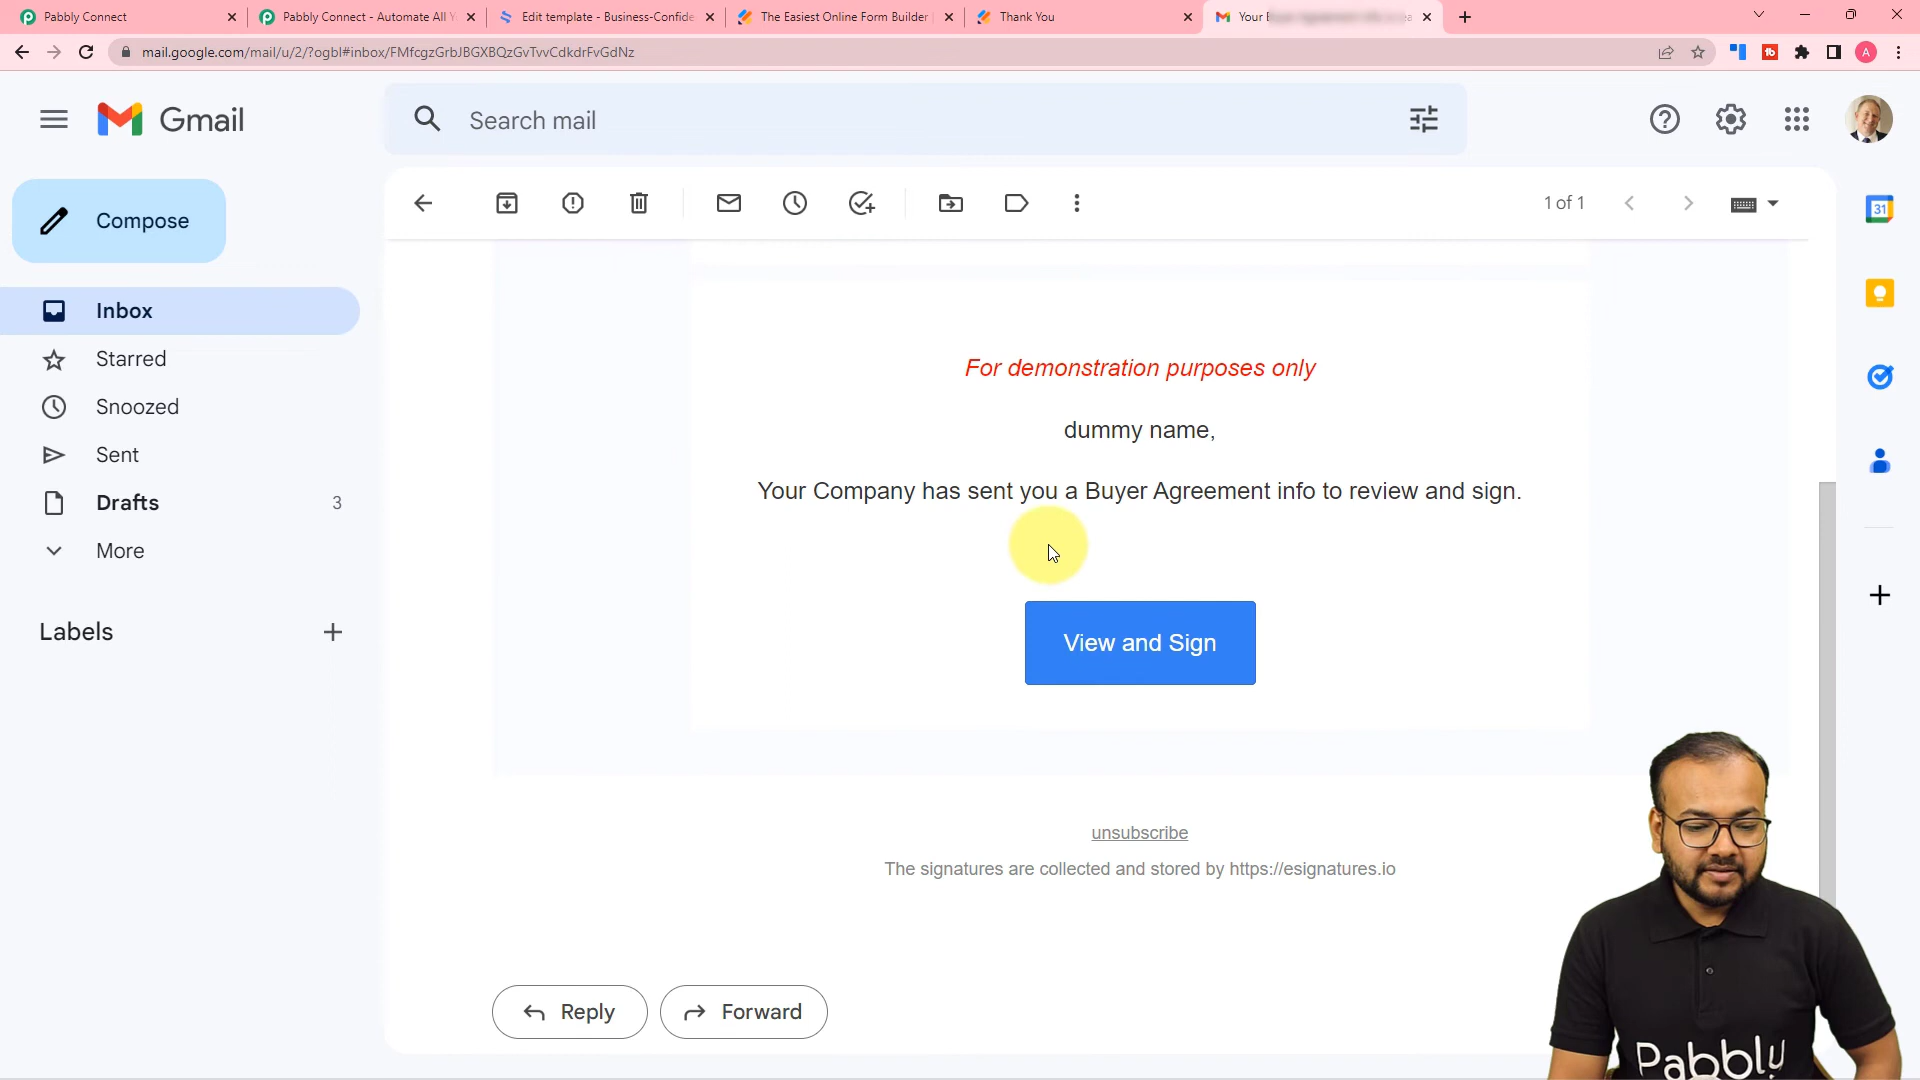 Pabbly Connect
Pabbly Connect - Automate All Y
Edit template - Business-Confide
The Easiest Online Form Builder
Thank You
Your
mail.google.com/mail/u/2/?ogbl#inbox/FMfcgzGrbJBGXBQzGvTvvCdkdrFvGdNz
A
Gmail
Search mail
Compose
1 of 1
31
Inbox
Starred
Snoozed
Sent
Drafts 3
More
Labels
For demonstration purposes only
dummy name,
Your Company has sent you a Buyer Agreement info to review and sign.
View and Sign
unsubscribe
The signatures are collected and stored by https://esignatures.io
Reply
Forward
Pabbly